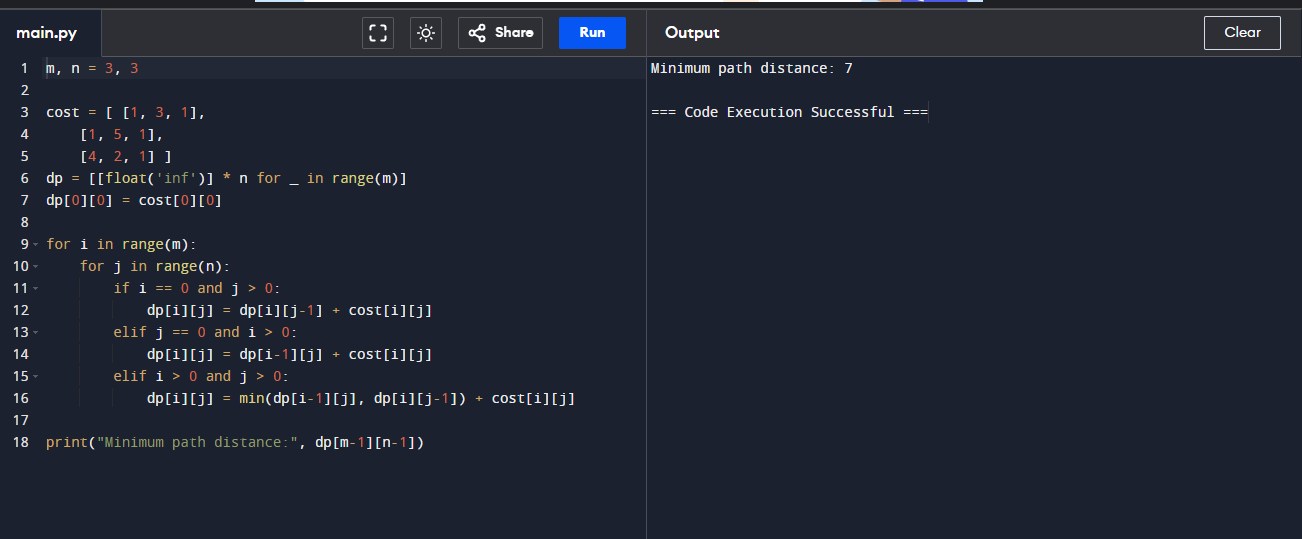 main.py Share Run Output Clear
1 m, n = 3, 3
2
3 cost = [ [1, 3, 1],
4     [1, 5, 1],
5     [4, 2, 1] ]
6 dp = [[float('inf')] * n for _ in range(m)]
7 dp[0][0] = cost[0][0]
8
9 for i in range(m):
10     for j in range(n):
11         if i == 0 and j > 0:
12             dp[i][j] = dp[i][j-1] + cost[i][j]
13         elif j == 0 and i > 0:
14             dp[i][j] = dp[i-1][j] + cost[i][j]
15         elif i > 0 and j > 0:
16             dp[i][j] = min(dp[i-1][j], dp[i][j-1]) + cost[i][j]
17
18 print("Minimum path distance:", dp[m-1][n-1])
Minimum path distance: 7
=== Code Execution Successful ===